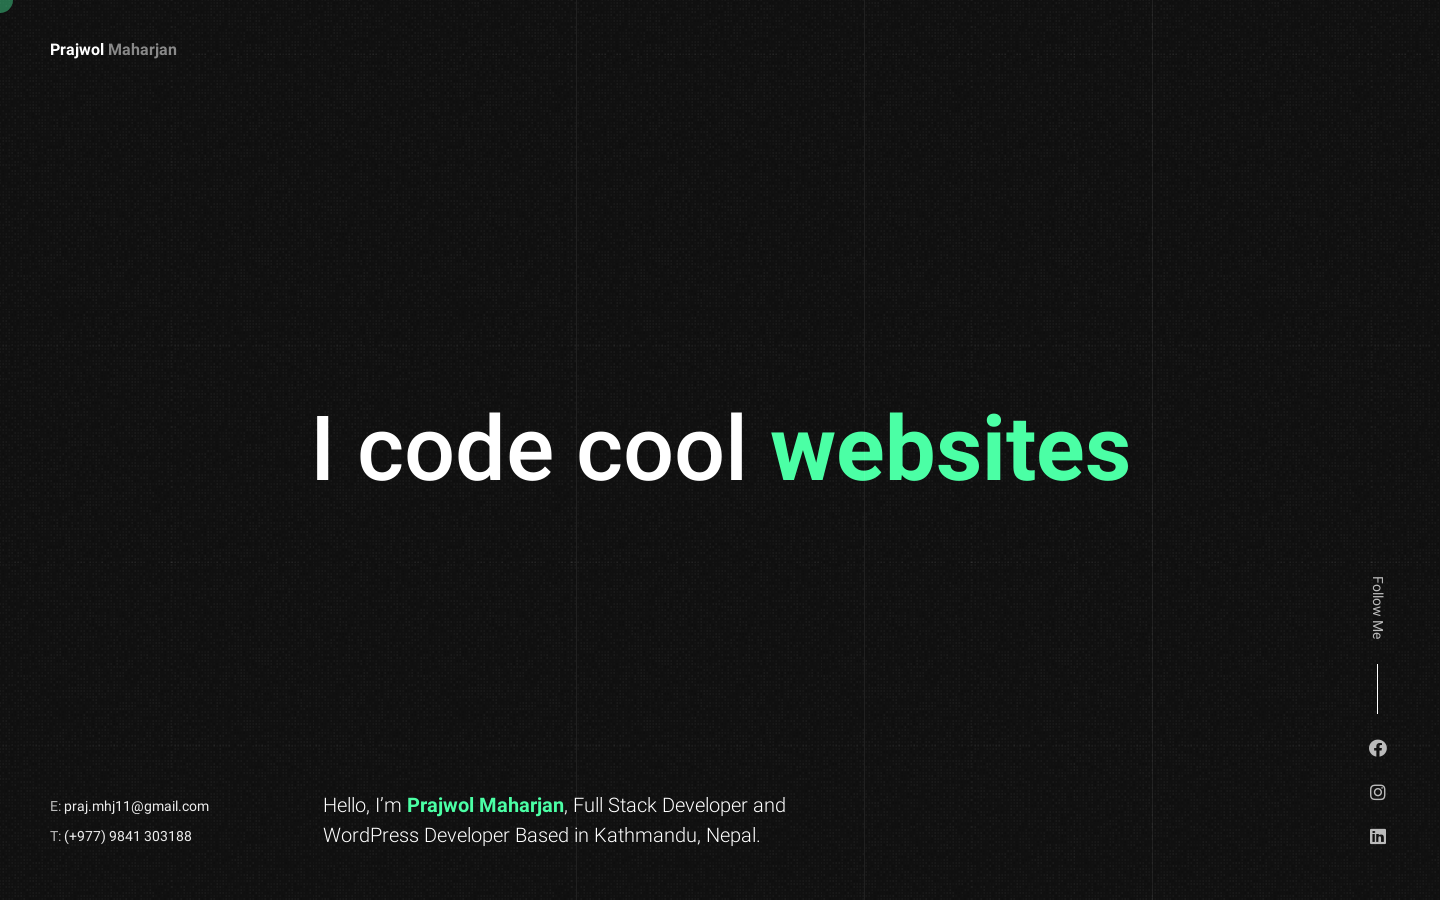 Prajwol Maharjan
I code cool websites
Follow Me
E: praj.mhj11@gmail.com
T: (+977) 9841 303188
Hello, I’m Prajwol Maharjan, Full Stack Developer and
WordPress Developer Based in Kathmandu, Nepal.